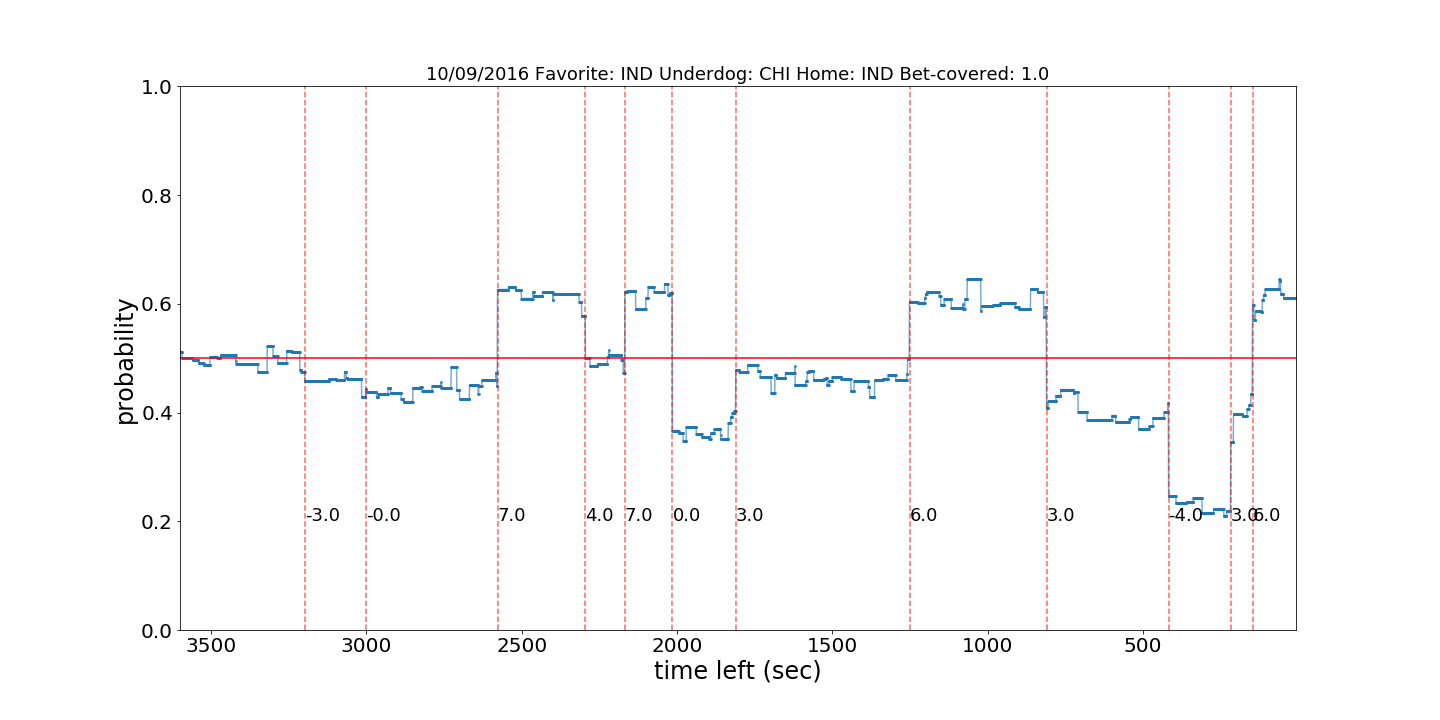 10/09/2016 Favorite: IND Underdog: CHI Home: IND Bet-covered: 1.0
1.0
0.8
0.6
0.4
0.2
0.0
probability
-3.0 -0.0 7.0 4.0 7.0 0.0 3.0 6.0 3.0 -4.0 3.0 6.0
3500 3000 2500 2000 1500 1000 500
time left (sec)